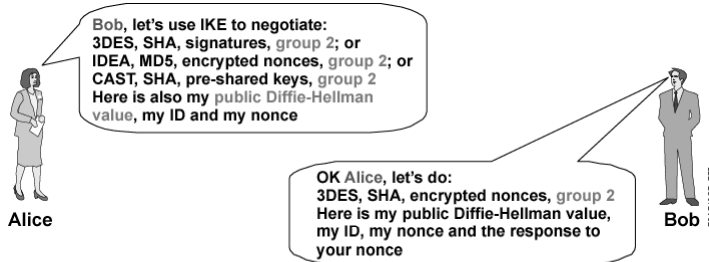 Bob, let's use IKE to negotiate:
3DES, SHA, signatures, group 2; or
IDEA, MD5, encrypted nonces, group 2; or
CAST, SHA, pre-shared keys, group 2
Here is also my public Diffie-Hellman
value, my ID and my nonce
OK Alice, let's do:
3DES, SHA, encrypted nonces, group 2
Here is my public Diffie-Hellman value,
my ID, my nonce and the response to
your nonce
Alice
Bob